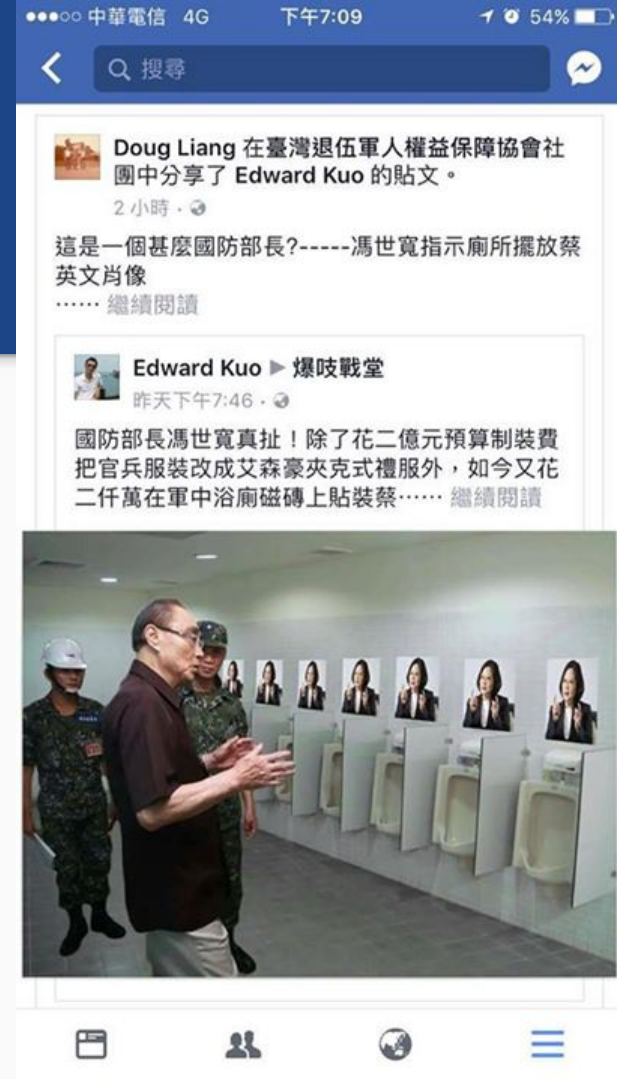 ●●●○○ 中華電信 4G 下午7:09 54%
搜尋
Doug Liang 在臺灣退伍軍人權益保障協會社
團中分享了 Edward Kuo 的貼文。
2 小時 ·
這是一個甚麼國防部長?-----馮世寬指示廁所擺放蔡
英文肖像
…… 繼續閱讀
Edward Kuo ▶ 爆吱戰堂
昨天下午7:46 ·
國防部長馮世寬真扯！除了花二億元預算制裝費
把官兵服裝改成艾森豪夾克式禮服外，如今又花
二仟萬在軍中浴廁磁磚上貼裝蔡…… 繼續閱讀